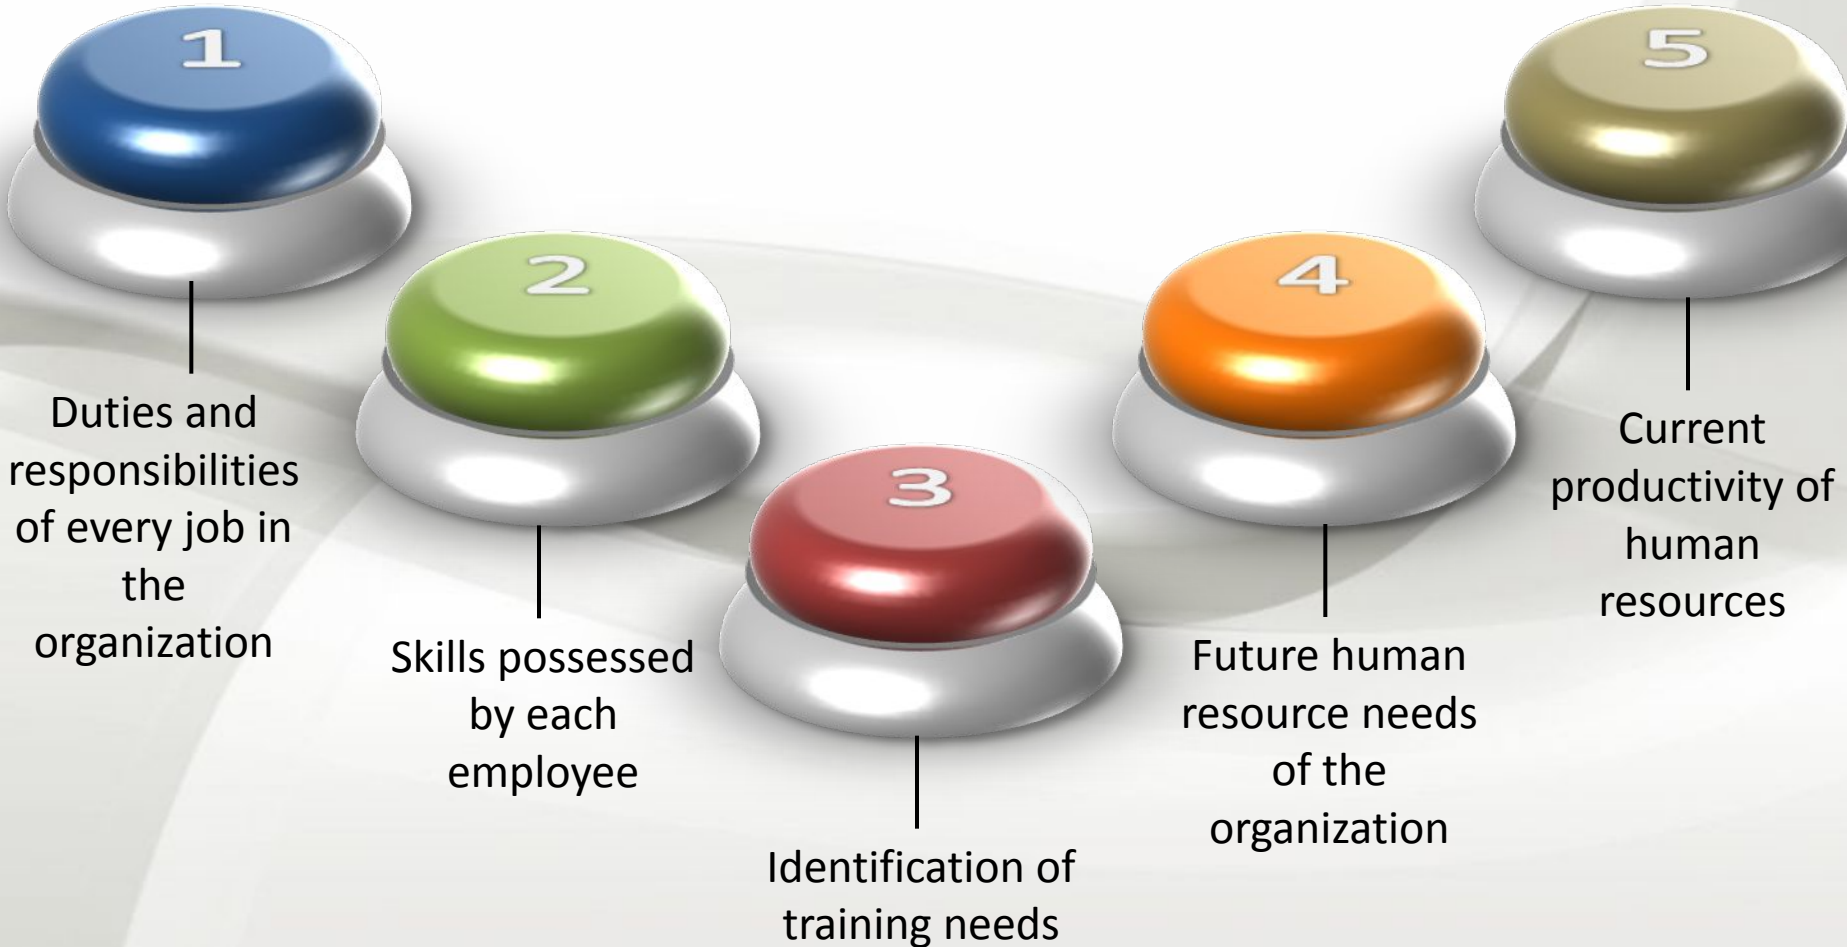 1
Duties and
responsibilities
of every job in
the
organization
2
Skills possessed
by each
employee
3
Identification of
training needs
4
Future human
resource needs
of the
organization
5
Current
productivity of
human
resources